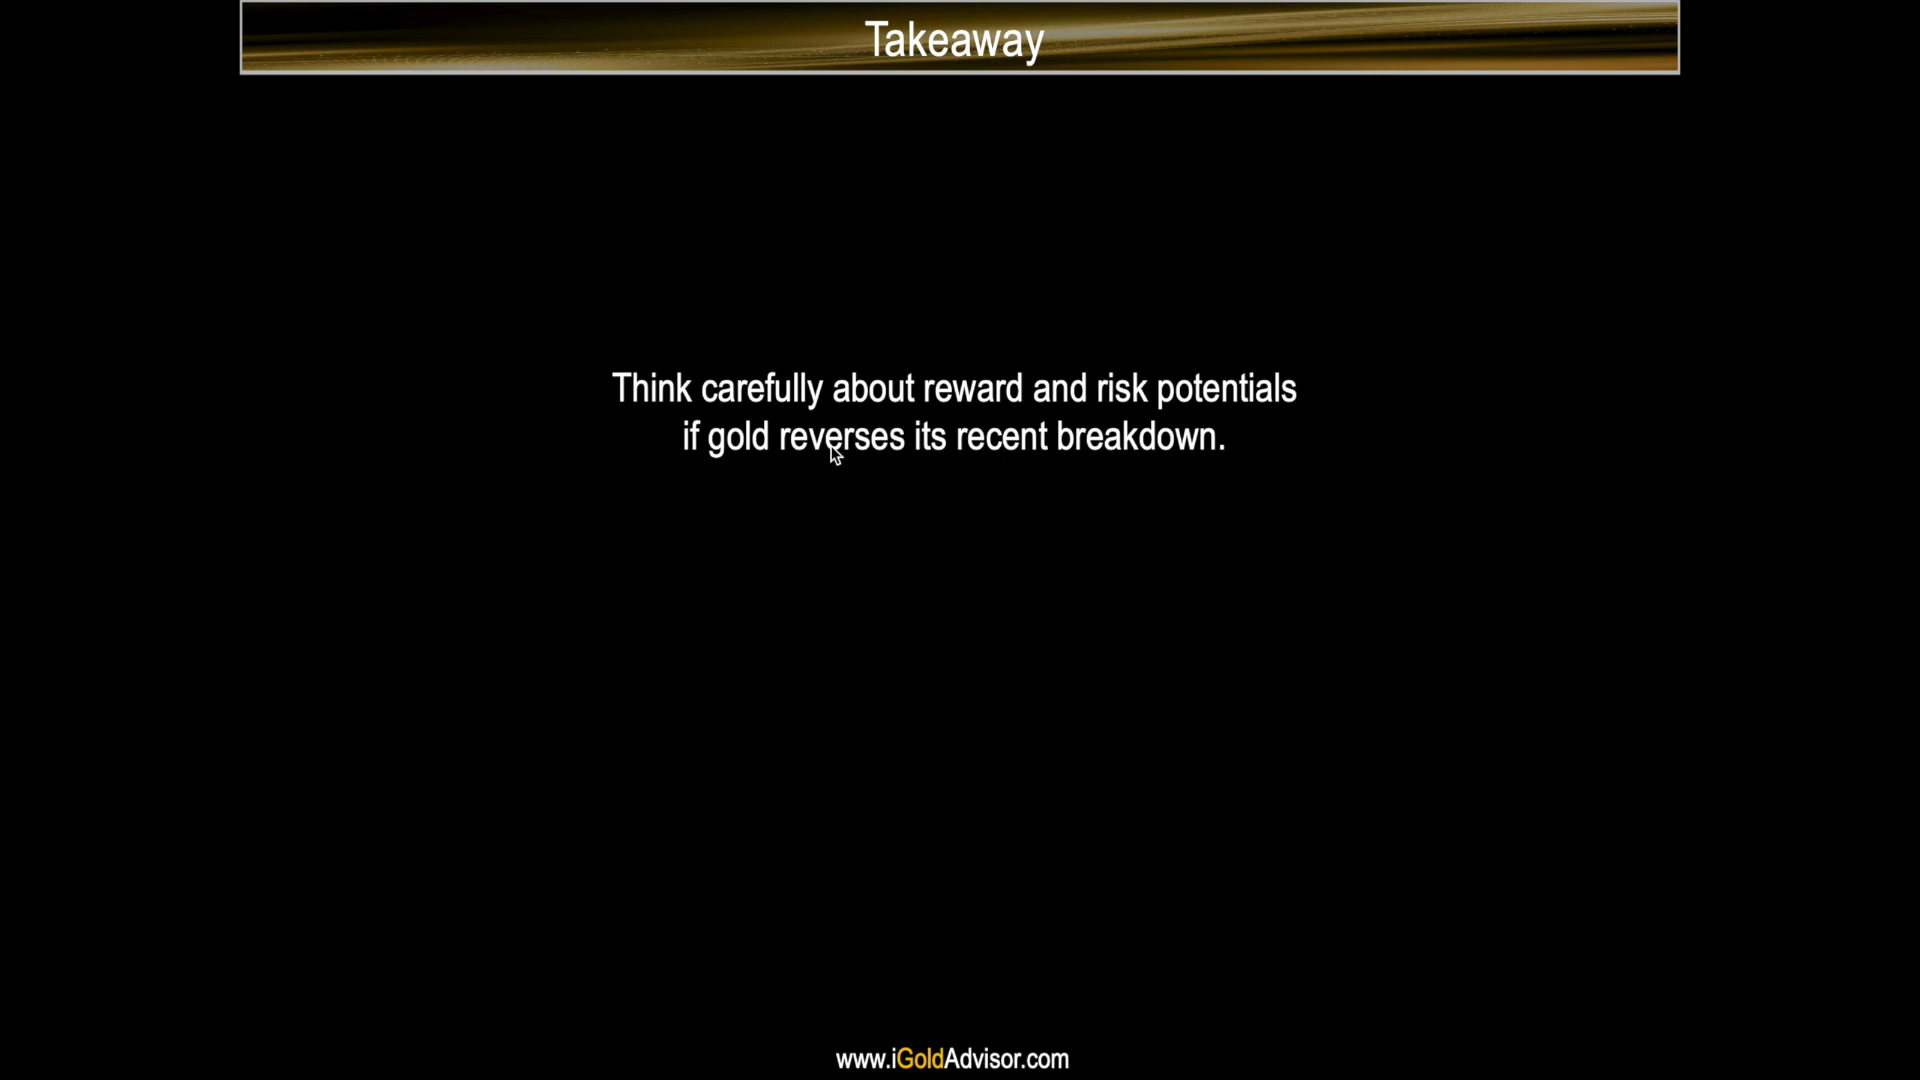 Takeaway
Think carefully about reward and risk potentials
if gold reverses its recent breakdown.
www.iGoldAdvisor.com